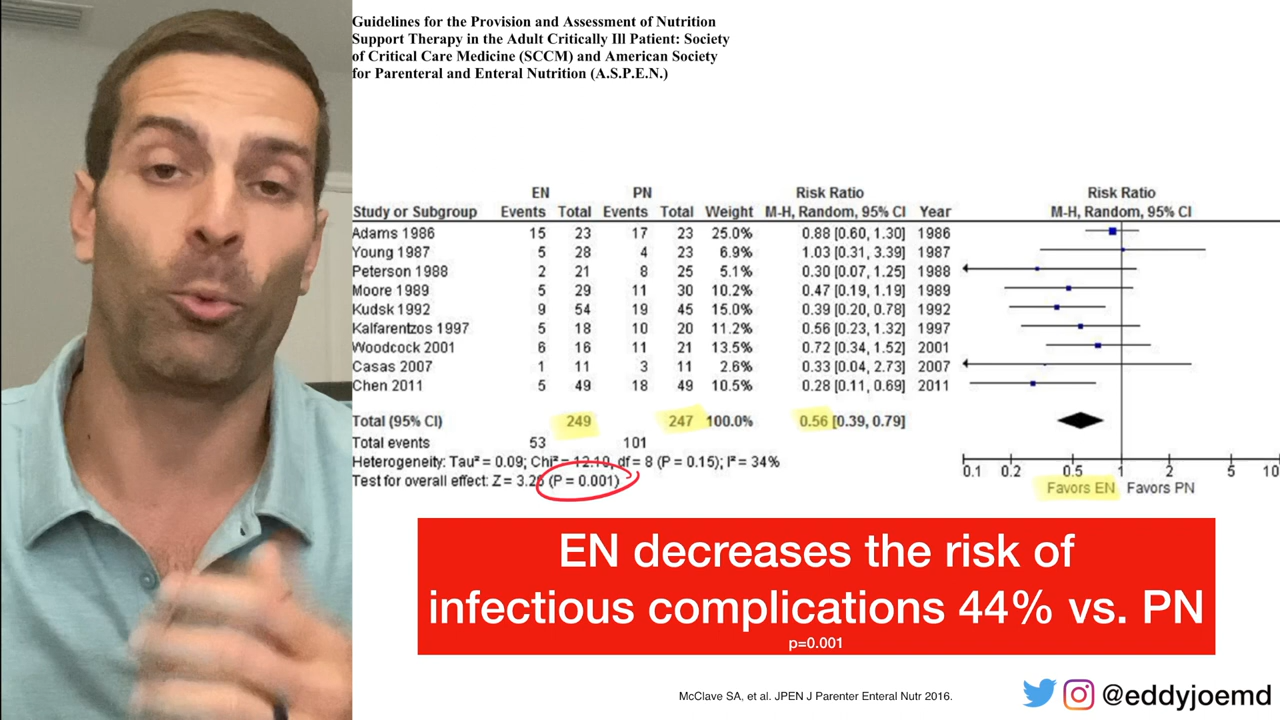 Guidelines for the Provision and Assessment of Nutrition
Support Therapy in the Adult Critically Ill Patient: Society
of Critical Care Medicine (SCCM) and American Society
for Parenteral and Enteral Nutrition (A.S.P.E.N.)
EN PN Risk Ratio Risk Ratio
Study or Subgroup Events Total Events Total Weight M-H, Random, 95% CI Year M-H, Random, 95% CI
Adams 1986 15 23 17 23 25.0% 0.88 [0.60, 1.30] 1986
Young 1987 5 28 4 23 6.9% 1.03 [0.31, 3.39] 1987
Peterson 1988 2 21 8 25 5.1% 0.30 [0.07, 1.25] 1988
Moore 1989 5 29 11 30 10.2% 0.47 [0.19, 1.19] 1989
Kudsk 1992 9 54 19 45 15.0% 0.39 [0.20, 0.78] 1992
Kalfarentzos 1997 5 18 10 20 11.2% 0.56 [0.23, 1.32] 1997
Woodcock 2001 6 16 11 21 13.5% 0.72 [0.34, 1.52] 2001
Casas 2007 1 11 3 11 2.6% 0.33 [0.04, 2.73] 2007
Chen 2011 5 49 18 49 10.5% 0.28 [0.11, 0.69] 2011
Total (95% CI) 249 247 100.0% 0.56 [0.39, 0.79]
Total events 53 101
Heterogeneity: Tau² = 0.09; Chi² = 12.10, df = 8 (P = 0.15); I² = 34%
Test for overall effect: Z = (P = 0.001)
0.1 0.2 0.5 1 2 5 10
Favors EN Favors PN
EN decreases the risk of
infectious complications 44% vs. PN
p=0.001
McClave SA, et al. JPEN J Parenter Enteral Nutr 2016.
@eddyjoemd